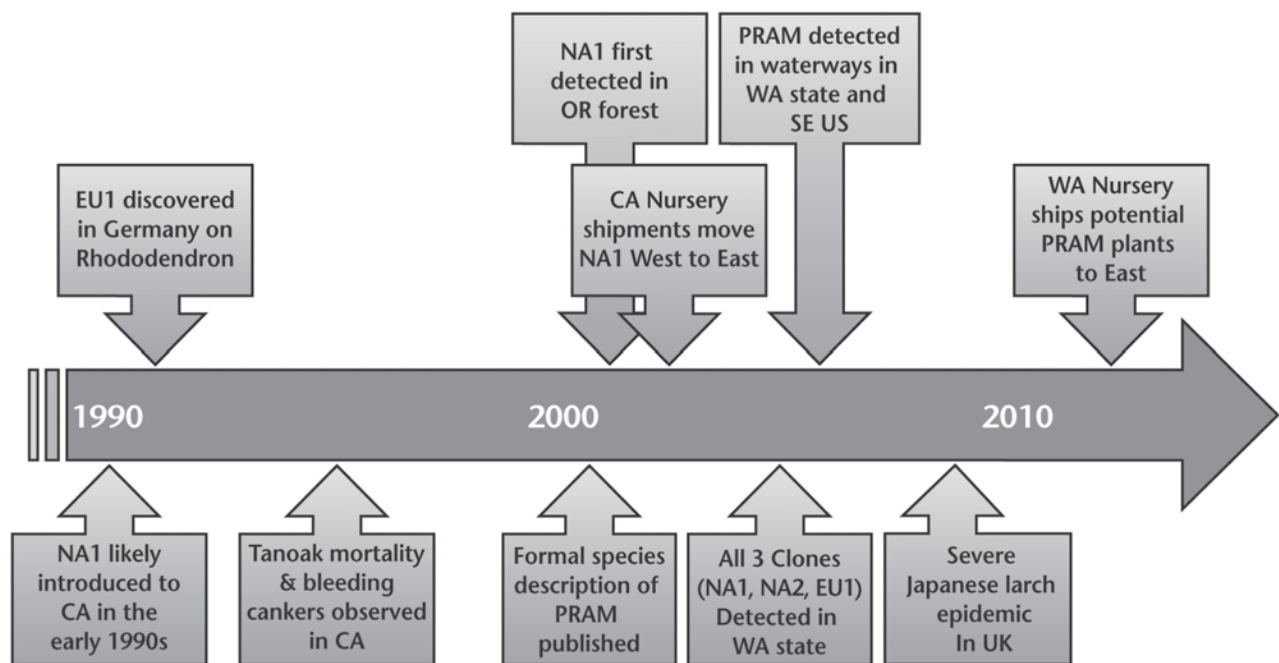 NA1 first
detected in
OR forest
PRAM detected
in waterways in
WA state and
SE US
EU1 discovered
in Germany on
Rhododendron
CA Nursery
shipments move
NA1 West to East
WA Nursery
ships potential
PRAM plants
to East
1990
2000
2010
NA1 likely
introduced to
CA in the
early 1990s
Tanoak mortality
& bleeding
cankers observed
in CA
Formal species
description of
PRAM
published
All 3 Clones
(NA1, NA2, EU1)
Detected in
WA state
Severe
Japanese larch
epidemic
In UK